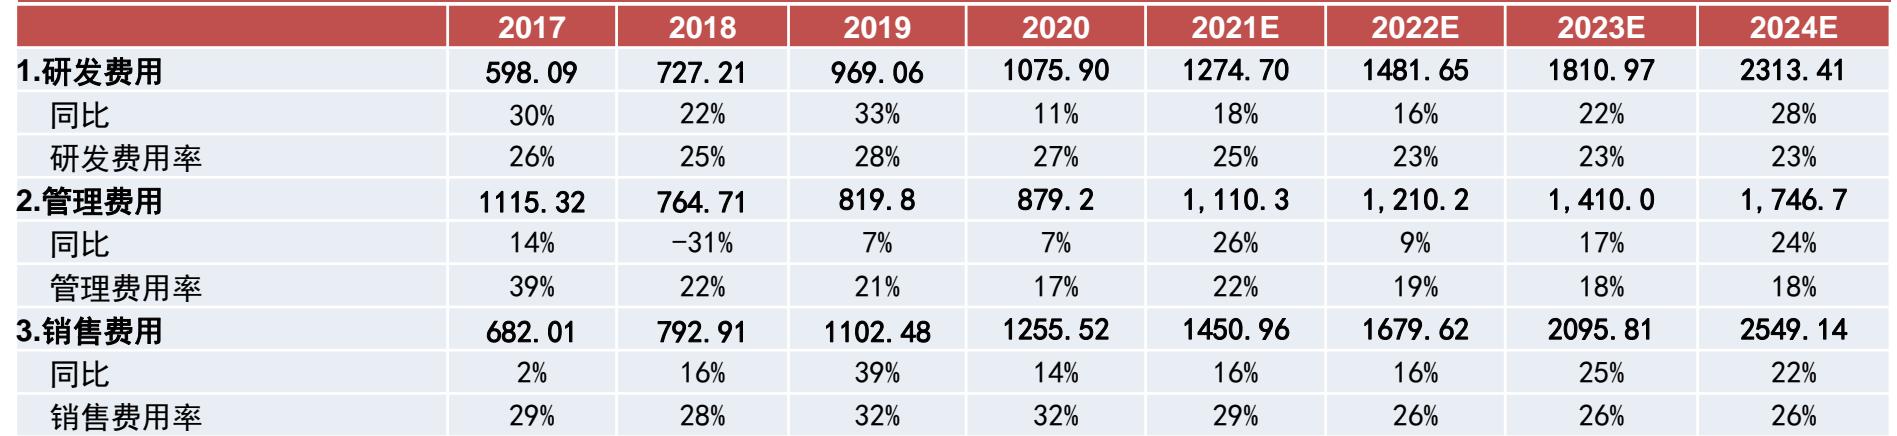 2017 2018 2019 2020 2021E 2022E 2023E 2024E
1.研发费用 598.09 727.21 969.06 1075.90 1274.70 1481.65 1810.97 2313.41
同比 30% 22% 33% 11% 18% 16% 22% 28%
研发费用率 26% 25% 28% 27% 25% 23% 23% 23%
2.管理费用 1115.32 764.71 819.8 879.2 1,110.3 1,210.2 1,410.0 1,746.7
同比 14% -31% 7% 7% 26% 9% 17% 24%
管理费用率 39% 22% 21% 17% 22% 19% 18% 18%
3.销售费用 682.01 792.91 1102.48 1255.52 1450.96 1679.62 2095.81 2549.14
同比 2% 16% 39% 14% 16% 16% 25% 22%
销售费用率 29% 28% 32% 32% 29% 26% 26% 26%